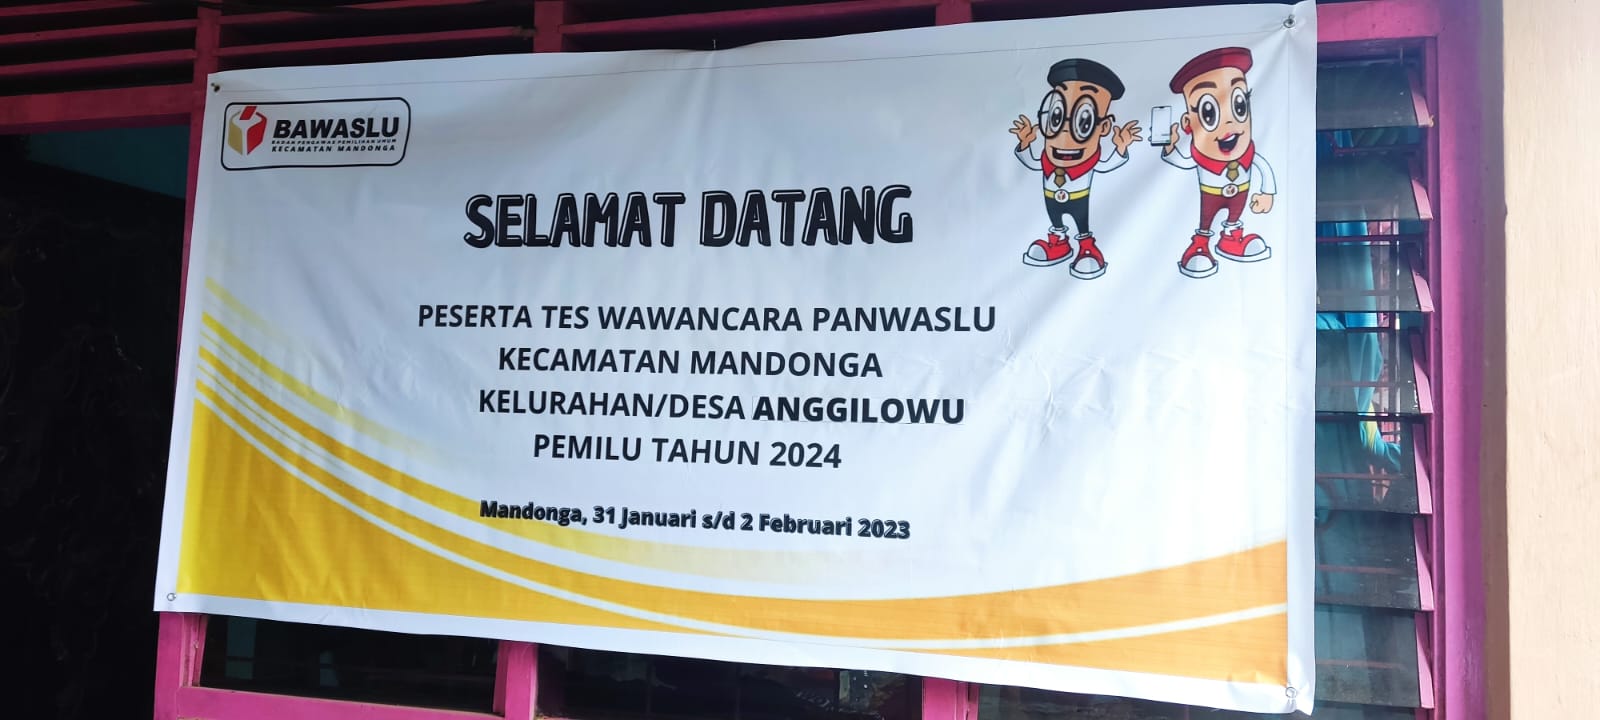 BAWASLU
BADAN PENGAWAS PEMILIHAN UMUM
KECAMATAN MANDONGA
SELAMAT DATANG
PESERTA TES WAWANCARA PANWASLU
KECAMATAN MANDONGA
KELURAHAN/DESA ANGGILOWU
PEMILU TAHUN 2024
Mandonga, 31 Januari s/d 2 Februari 2023